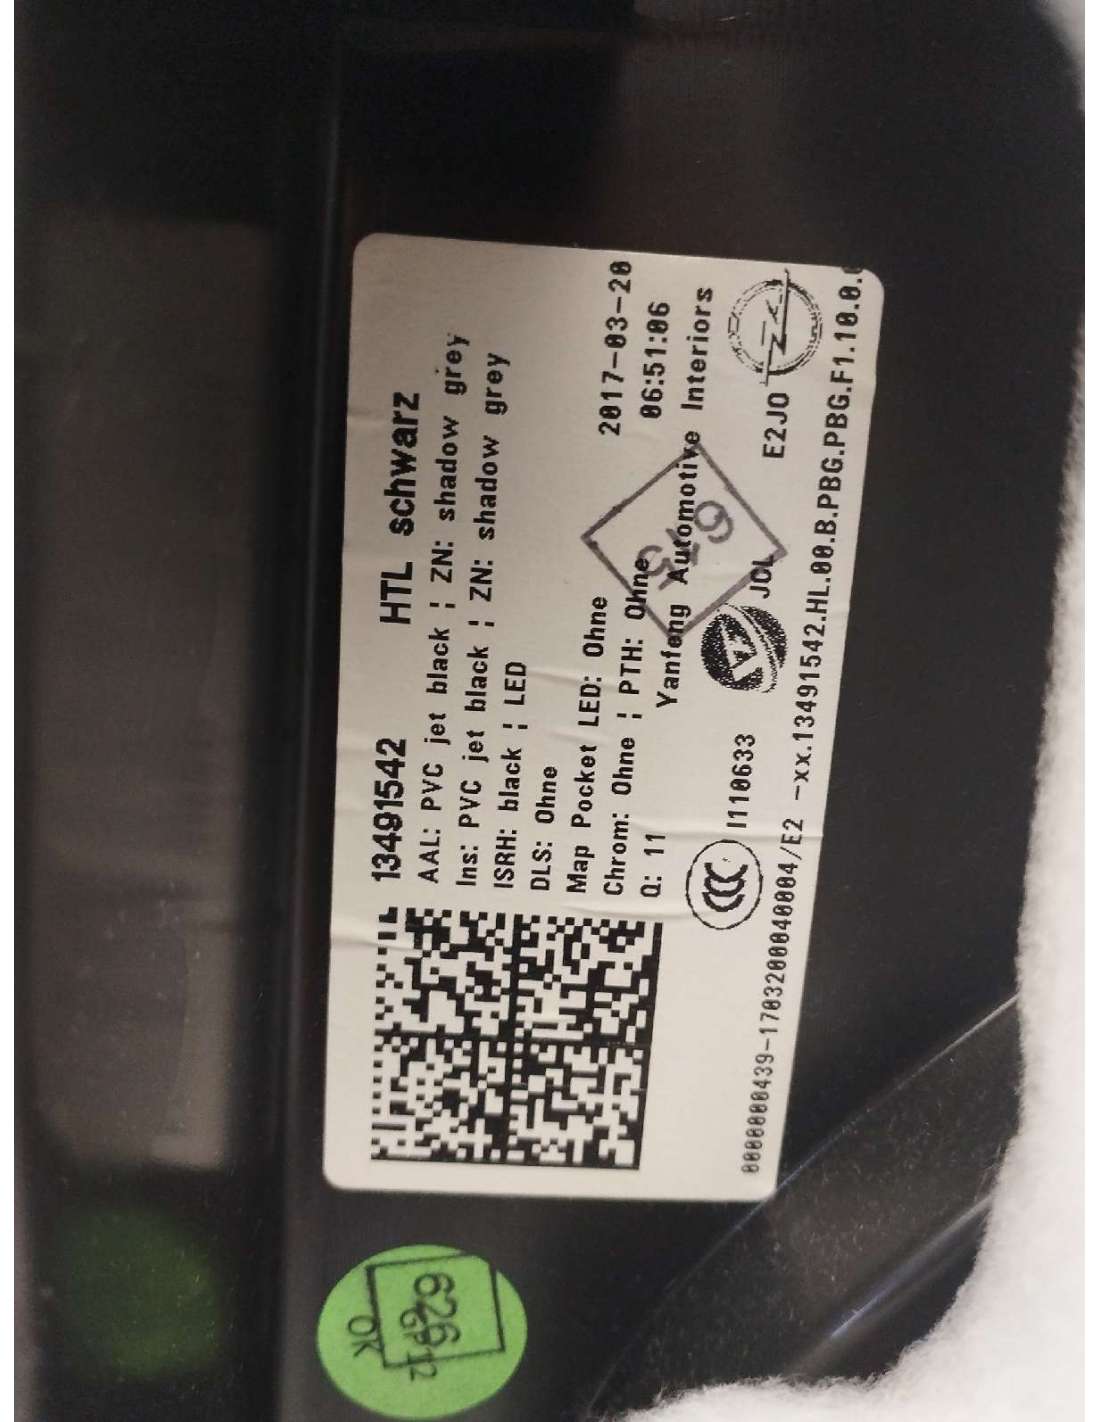 13491542 HTL schwarz
AAL: PVC jet black ¦ ZN: shadow grey
Ins: PVC jet black ¦ ZN: shadow grey
ISRH: black ¦ LED
DLS: Ohne
Map Pocket LED: Ohne 2017-03-20
Chrom: Ohne ¦ PTH: Ohne 06:51:06
Q: 11 Yanfeng Automotive Interiors
615
CCC I110633 JCL E2JO
0000000439-1703200040004/E2 -xx.13491542.HL.00.B.PBG.PBG.F1.10.0.
626
GP12
OK